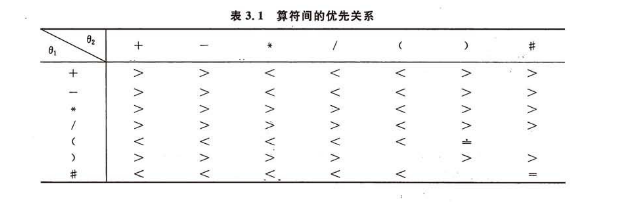 表 3.1 算符间的优先关系
θ₁ θ₂ + − * / ( ) #
+ > > < < < > >
− > > < < < > >
* > > > > < > >
/ > > > > < > >
( < < < < < ≐
) > > > > > >
# < < < < < =